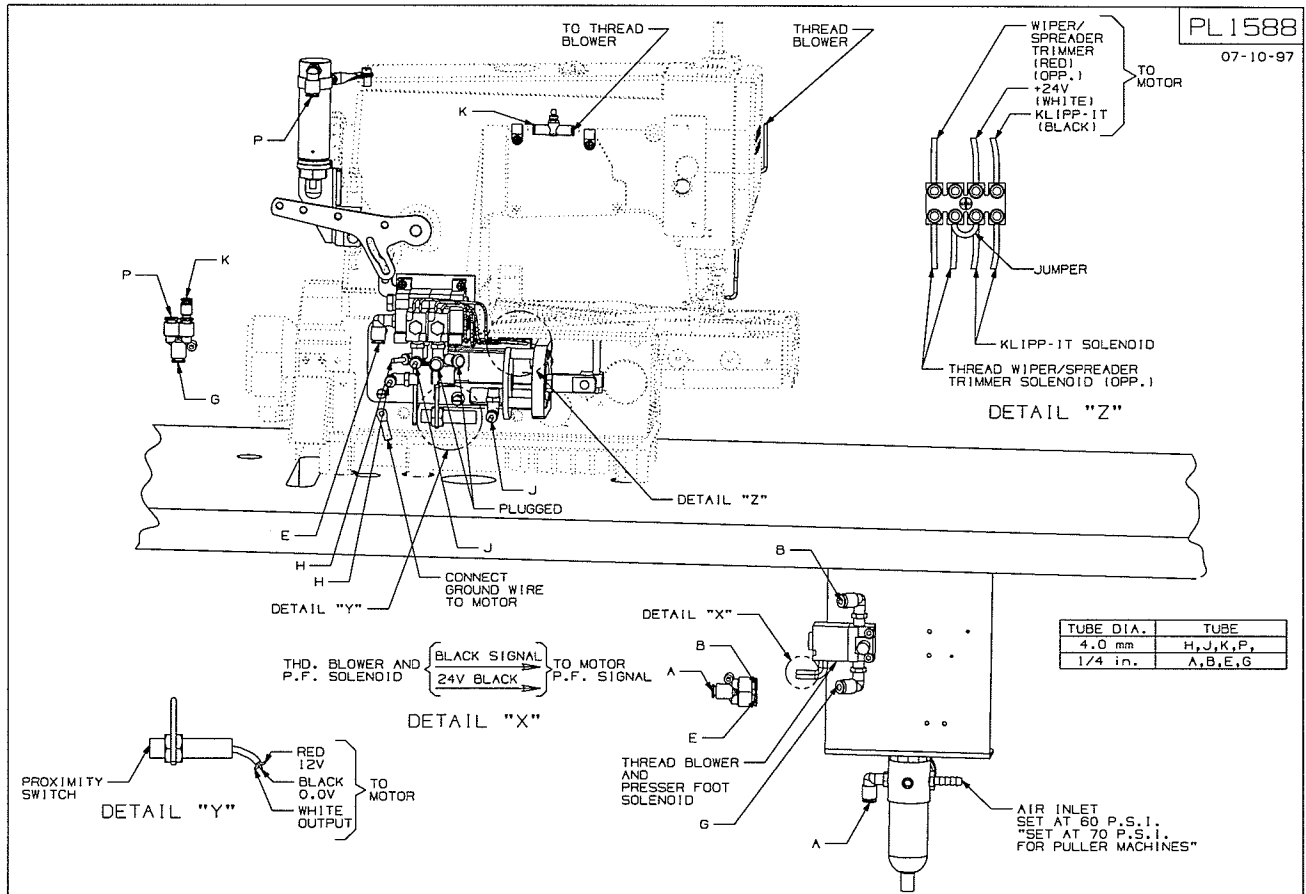 PL1588
07-10-97
TO THREAD
BLOWER
THREAD
BLOWER
WIPER/
SPREADER
TRIMMER
(RED)
(OPP.)
+24V
(WHITE)
KLIPP-IT
(BLACK)
TO
MOTOR
K
P
P
K
G
JUMPER
KLIPP-IT SOLENOID
THREAD WIPER/SPREADER
TRIMMER SOLENOID (OPP.)
DETAIL "Z"
J
DETAIL "Z"
PLUGGED
E
J
H
H
CONNECT
GROUND WIRE
TO MOTOR
DETAIL "Y"
B
DETAIL "X"
TUBE DIA. TUBE
4.0 mm H,J,K,P,
1/4 in. A,B,E,G
THD. BLOWER AND
P.F. SOLENOID
BLACK SIGNAL
24V BLACK
TO MOTOR
P.F. SIGNAL
DETAIL "X"
B
A
E
PROXIMITY
SWITCH
RED
12V
BLACK
0.0V
WHITE
OUTPUT
TO
MOTOR
DETAIL "Y"
THREAD BLOWER
AND
PRESSER FOOT
SOLENOID
G
A
AIR INLET
SET AT 60 P.S.I.
"SET AT 70 P.S.I.
FOR PULLER MACHINES"